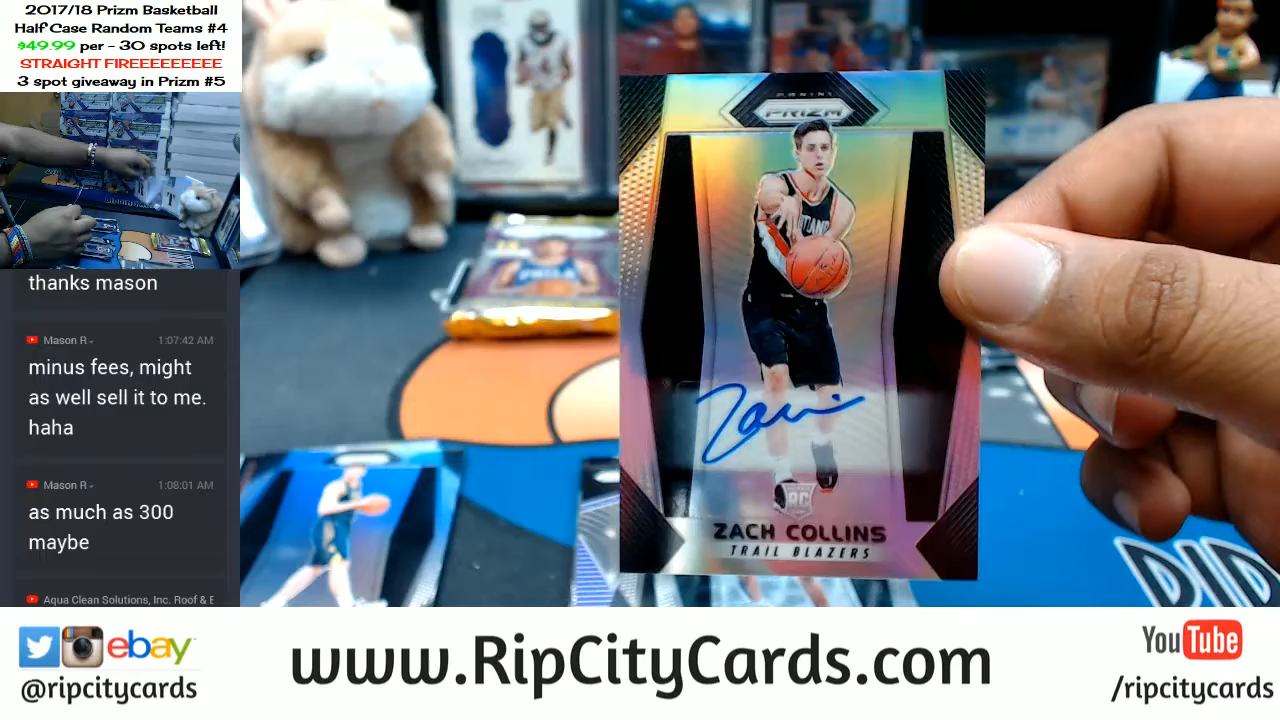 2017/18 Prizm Basketball
Half Case Random Teams #4
$49.99 per - 30 spots left!
STRAIGHT FIREEEEEEEEE
3 spot giveaway in Prizm #5
thanks mason
Mason R
1:07:42 AM
minus fees, might
as well sell it to me.
haha
Mason R
1:08:01 AM
as much as 300
maybe
Aqua Clean Solutions, Inc. Roof &
PANINI
PRIZM
PHILA
RC
ZACH COLLINS
TRAIL BLAZERS
ebay
@ripcitycards
www.RipCityCards.com
YouTube
/ripcitycards